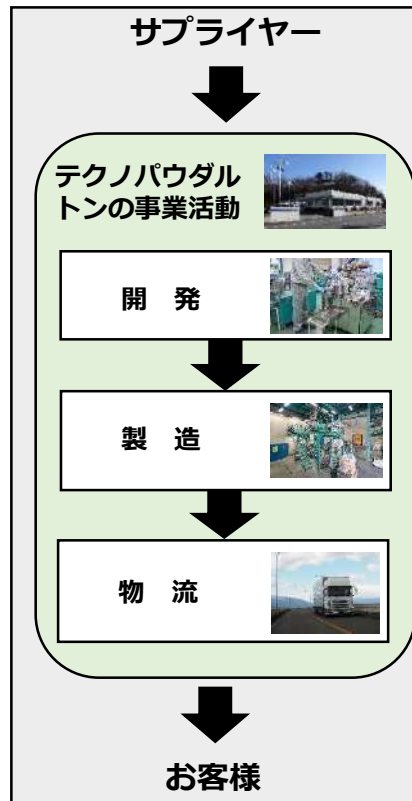 サプライヤー
テクノパウダル
トンの事業活動
開　発
製　造
物　流
お客様